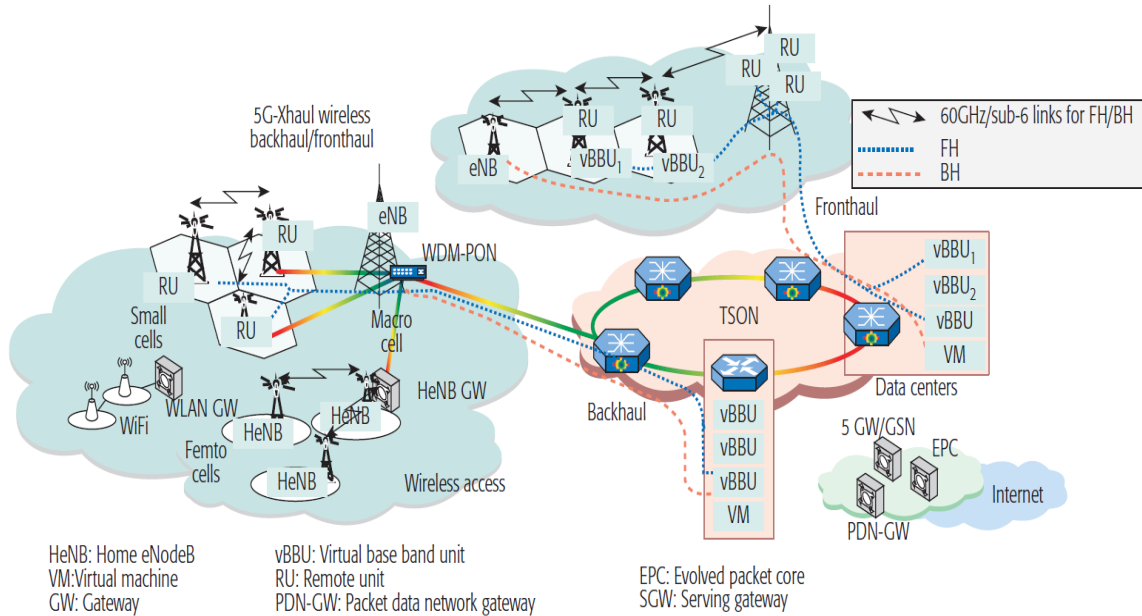 RU
RU
RU
RU
RU
eNB
vBBU1
vBBU2
60GHz/sub-6 links for FH/BH
FH
BH
5G-Xhaul wireless
backhaul/fronthaul
Fronthaul
eNB
RU
WDM-PON
RU
RU
Small
cells
Macro
cell
TSON
vBBU1
vBBU2
vBBU
VM
Data centers
WiFi
WLAN GW
HeNB GW
HeNB
HeNB
HeNB
Femto
cells
Wireless access
Backhaul
vBBU
vBBU
vBBU
VM
5 GW/GSN
EPC
PDN-GW
Internet
HeNB: Home eNodeB
VM:Virtual machine
GW: Gateway
vBBU: Virtual base band unit
RU: Remote unit
PDN-GW: Packet data network gateway
EPC: Evolved packet core
SGW: Serving gateway